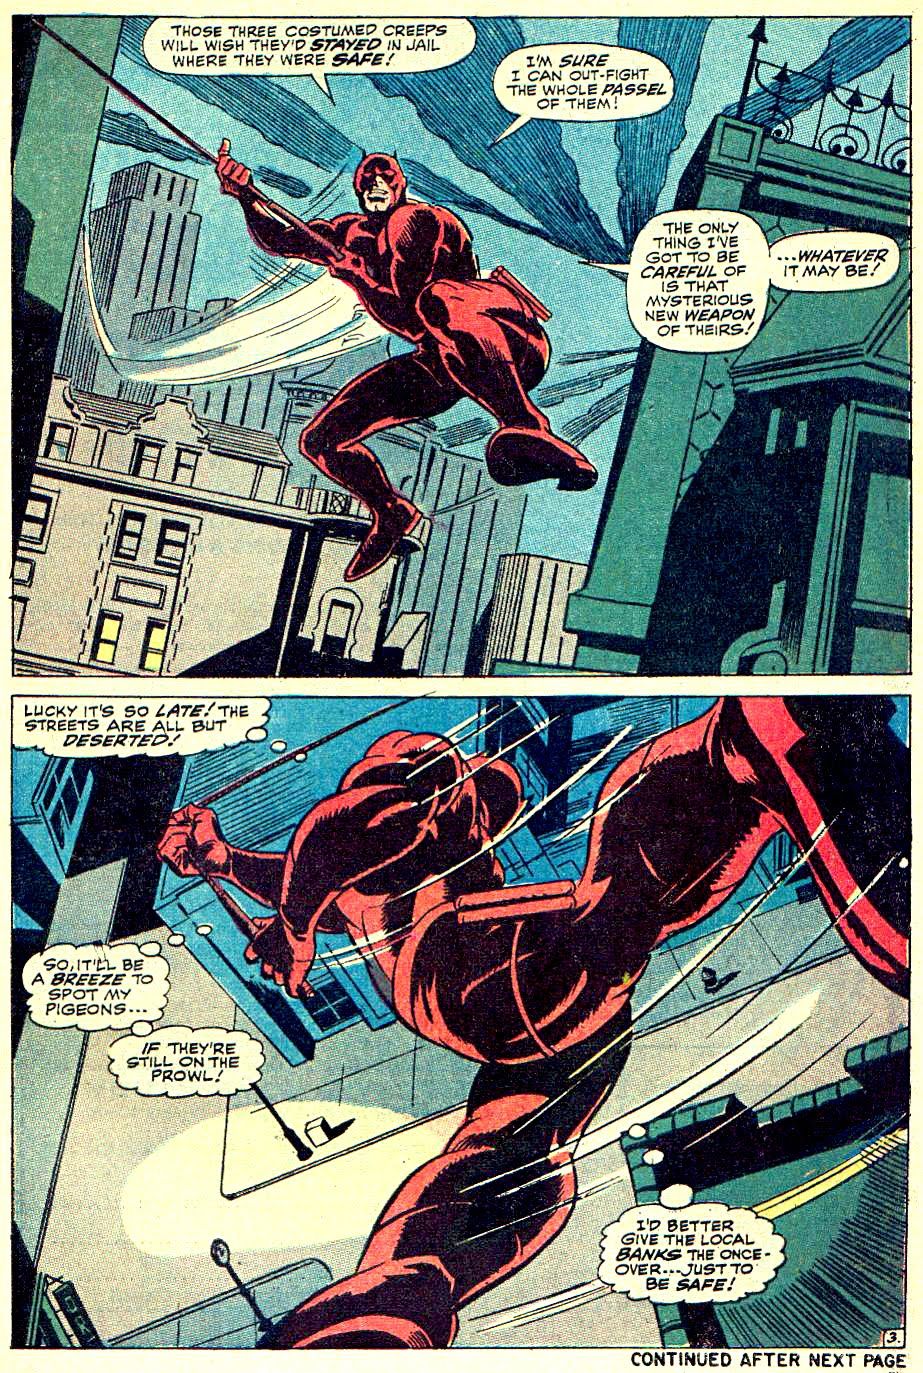 THOSE THREE COSTUMED CREEPS
WILL WISH THEY'D STAYED IN JAIL
WHERE THEY WERE SAFE!
I'M SURE
I CAN OUT-FIGHT
THE WHOLE PASSEL
OF THEM!
THE ONLY
THING I'VE
GOT TO BE
CAREFUL OF
IS THAT
MYSTERIOUS
NEW WEAPON
OF THEIRS!
...WHATEVER
IT MAY BE!
LUCKY IT'S SO LATE! THE
STREETS ARE ALL BUT
DESERTED!
SO, IT'LL BE
A BREEZE TO
SPOT MY
PIGEONS...
IF THEY'RE
STILL ON THE
PROWL!
I'D BETTER
GIVE THE LOCAL
BANKS THE ONCE-
OVER...JUST TO
BE SAFE!
3.
CONTINUED AFTER NEXT PAGE